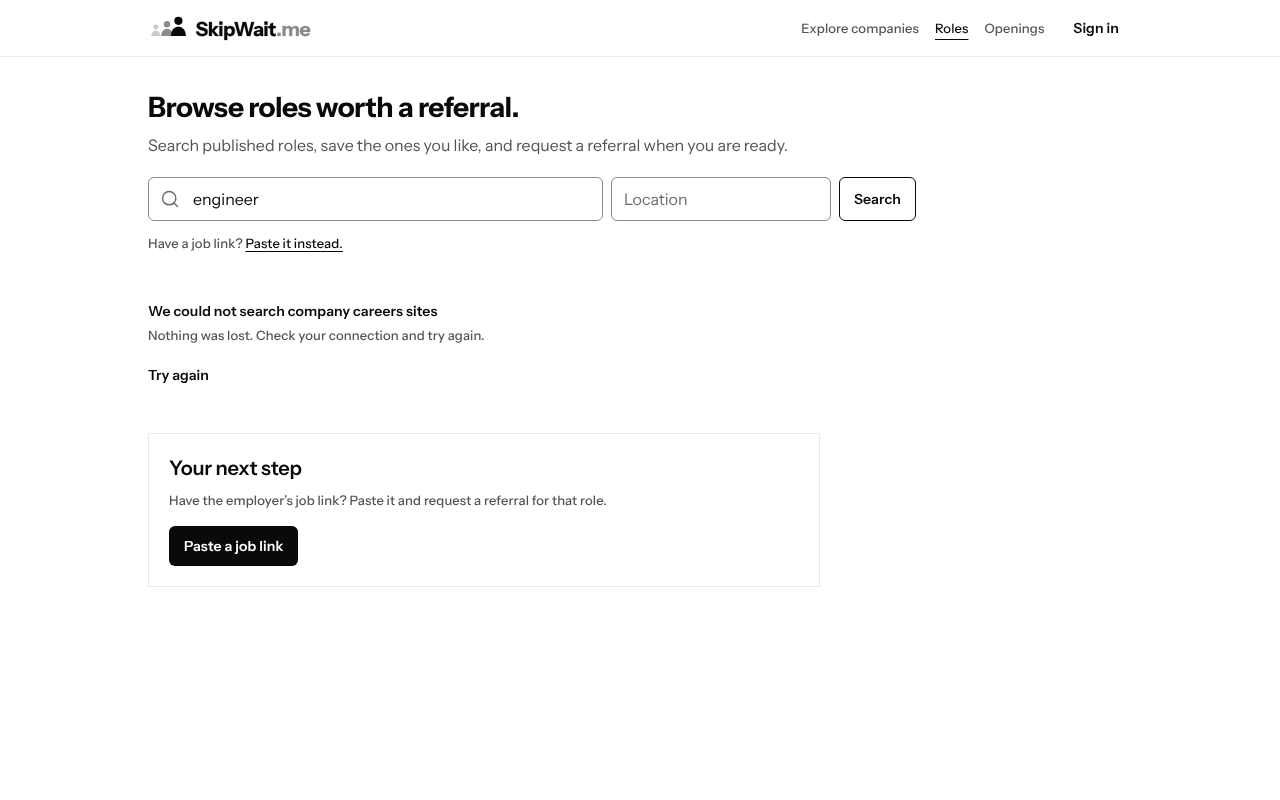 SkipWait.me
Explore companies
Roles
Openings
Sign in
Browse roles worth a referral.
Search published roles, save the ones you like, and request a referral when you are ready.
engineer
Location
Search
Have a job link? Paste it instead.
We could not search company careers sites
Nothing was lost. Check your connection and try again.
Try again
Your next step
Have the employer’s job link? Paste it and request a referral for that role.
Paste a job link